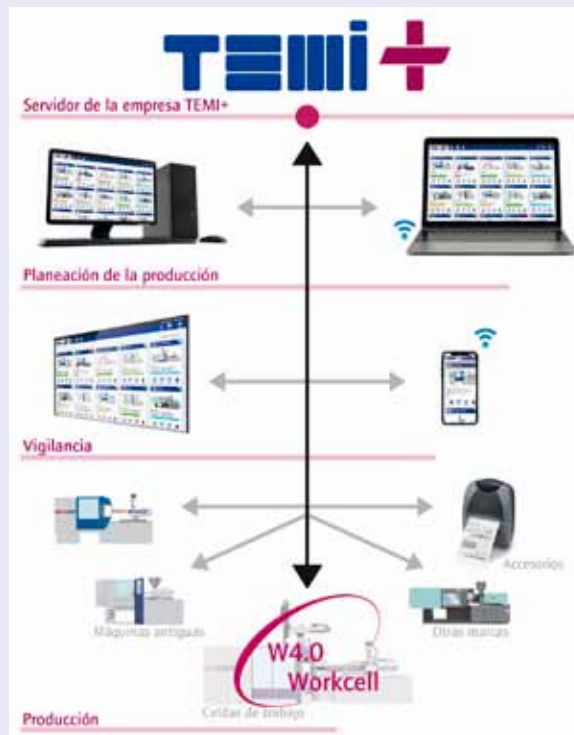 TEMI+
Servidor de la empresa TEMI+
Planeación de la producción
Vigilancia
Accesorios
Máquinas antiguas
Otras marcas
W4.0
Workcell
Celdas de trabajo
Producción